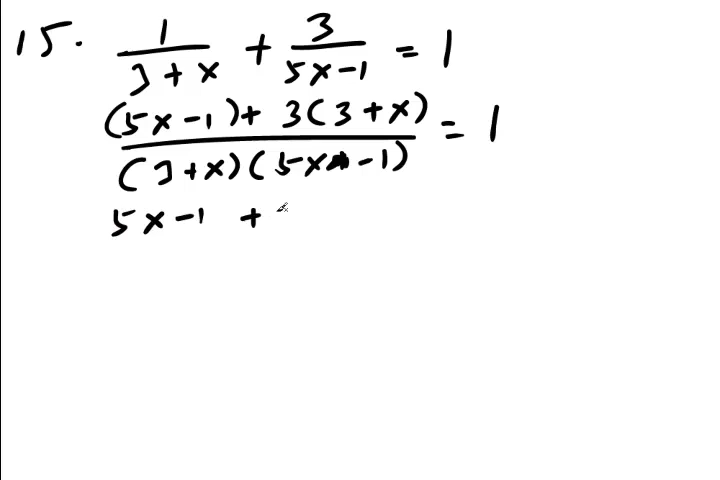 15. 1/(3+x) + 3/(5x-1) = 1
((5x-1)+ 3(3+x))/((3+x)(5x-1)) = 1
5x-1 +